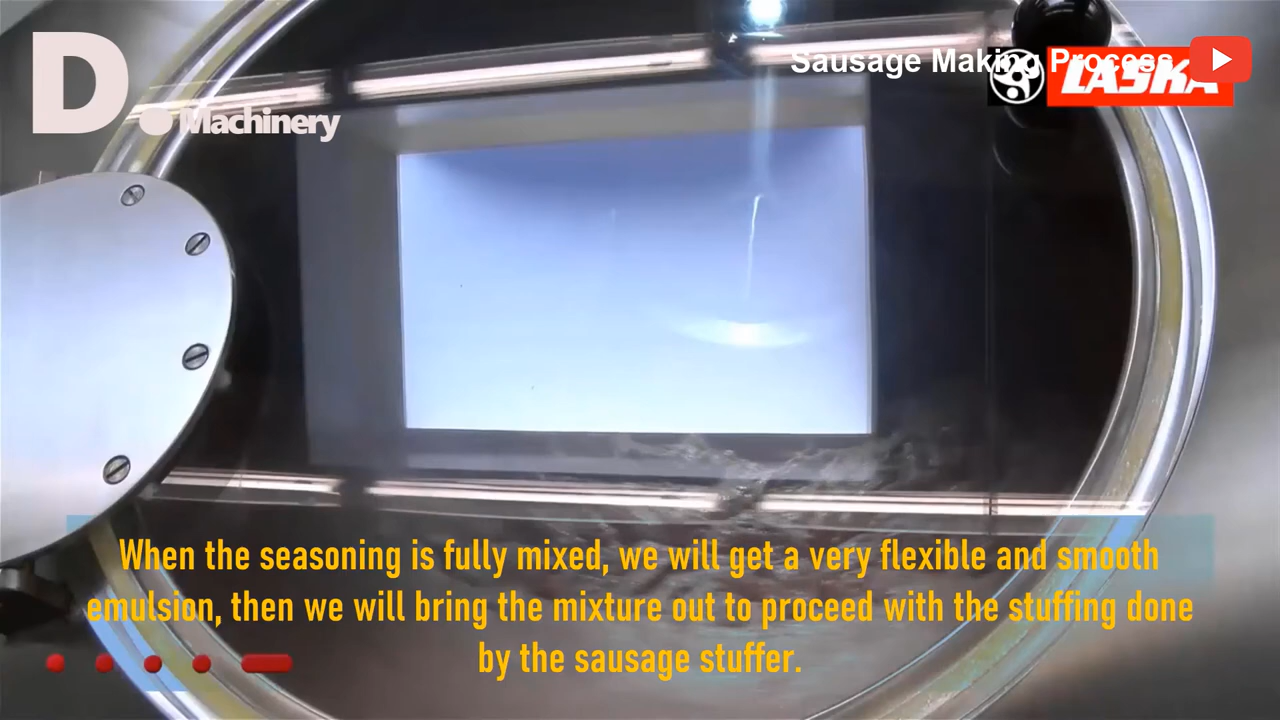 D.
Machinery
Sausage Making Process
LASKA
When the seasoning is fully mixed, we will get a very flexible and smooth
emulsion, then we will bring the mixture out to proceed with the stuffing done
by the sausage stuffer.